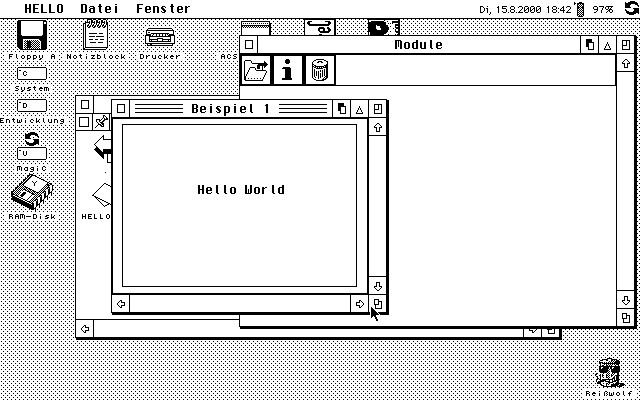 HELLO Datei Fenster Di, 15.8.2000 18:42 97%
Floppy A Notizblock Drucker ACS
Module
C
System
D
Entwicklung
Beispiel 1
U
MagiC
Hello World
RAM-Disk
HELLO
Reißwolf